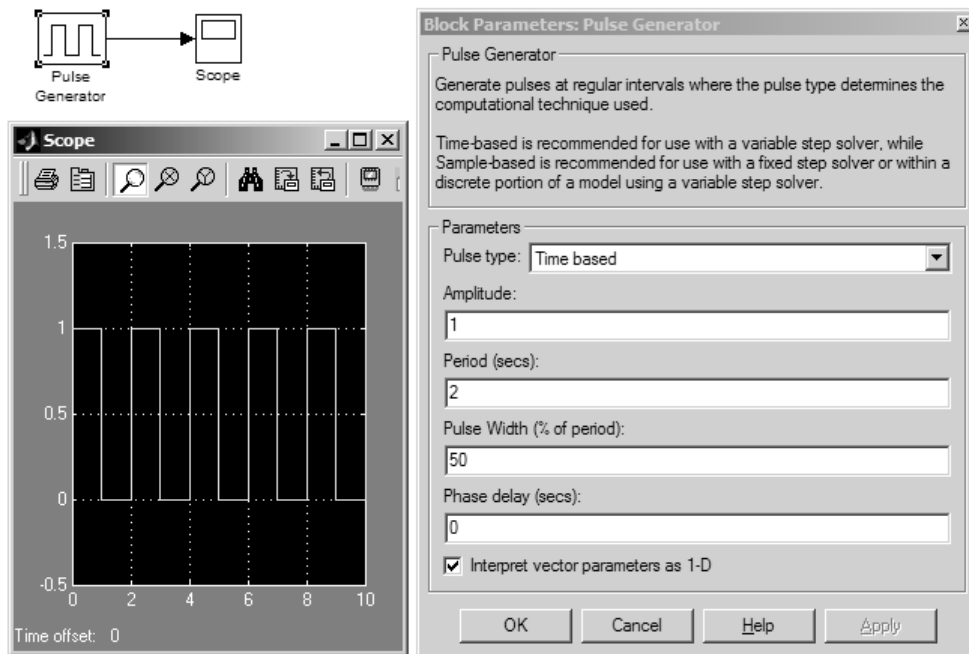 Pulse
Generator
Scope
Scope
1.5
1
0.5
0
-0.5
0 2 4 6 8 10
Time offset: 0
Block Parameters: Pulse Generator
Pulse Generator
Generate pulses at regular intervals where the pulse type determines the
computational technique used.
Time-based is recommended for use with a variable step solver, while
Sample-based is recommended for use with a fixed step solver or within a
discrete portion of a model using a variable step solver.
Parameters
Pulse type: Time based
Amplitude:
1
Period (secs):
2
Pulse Width (% of period):
50
Phase delay (secs):
0
Interpret vector parameters as 1-D
OK Cancel Help Apply